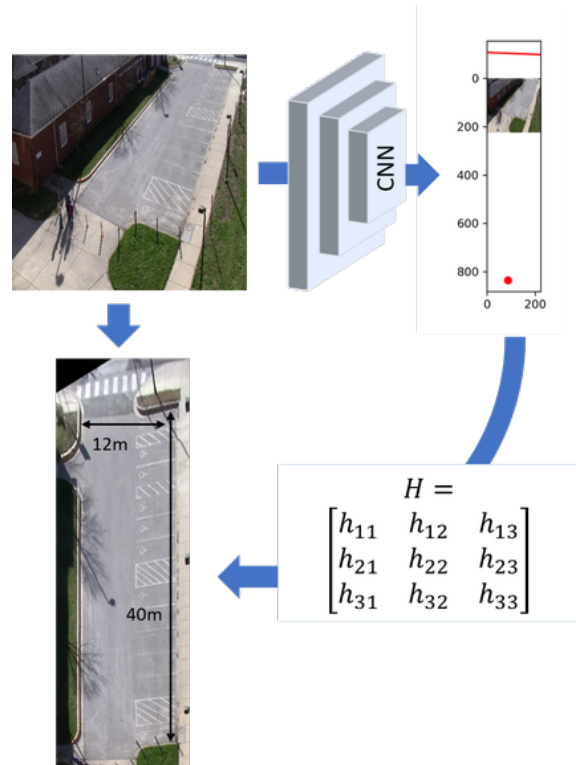 CNN
0
200
400
600
800
0
200
12m
40m
H =
h₁₁ h₁₂ h₁₃
h₂₁ h₂₂ h₂₃
h₃₁ h₃₂ h₃₃